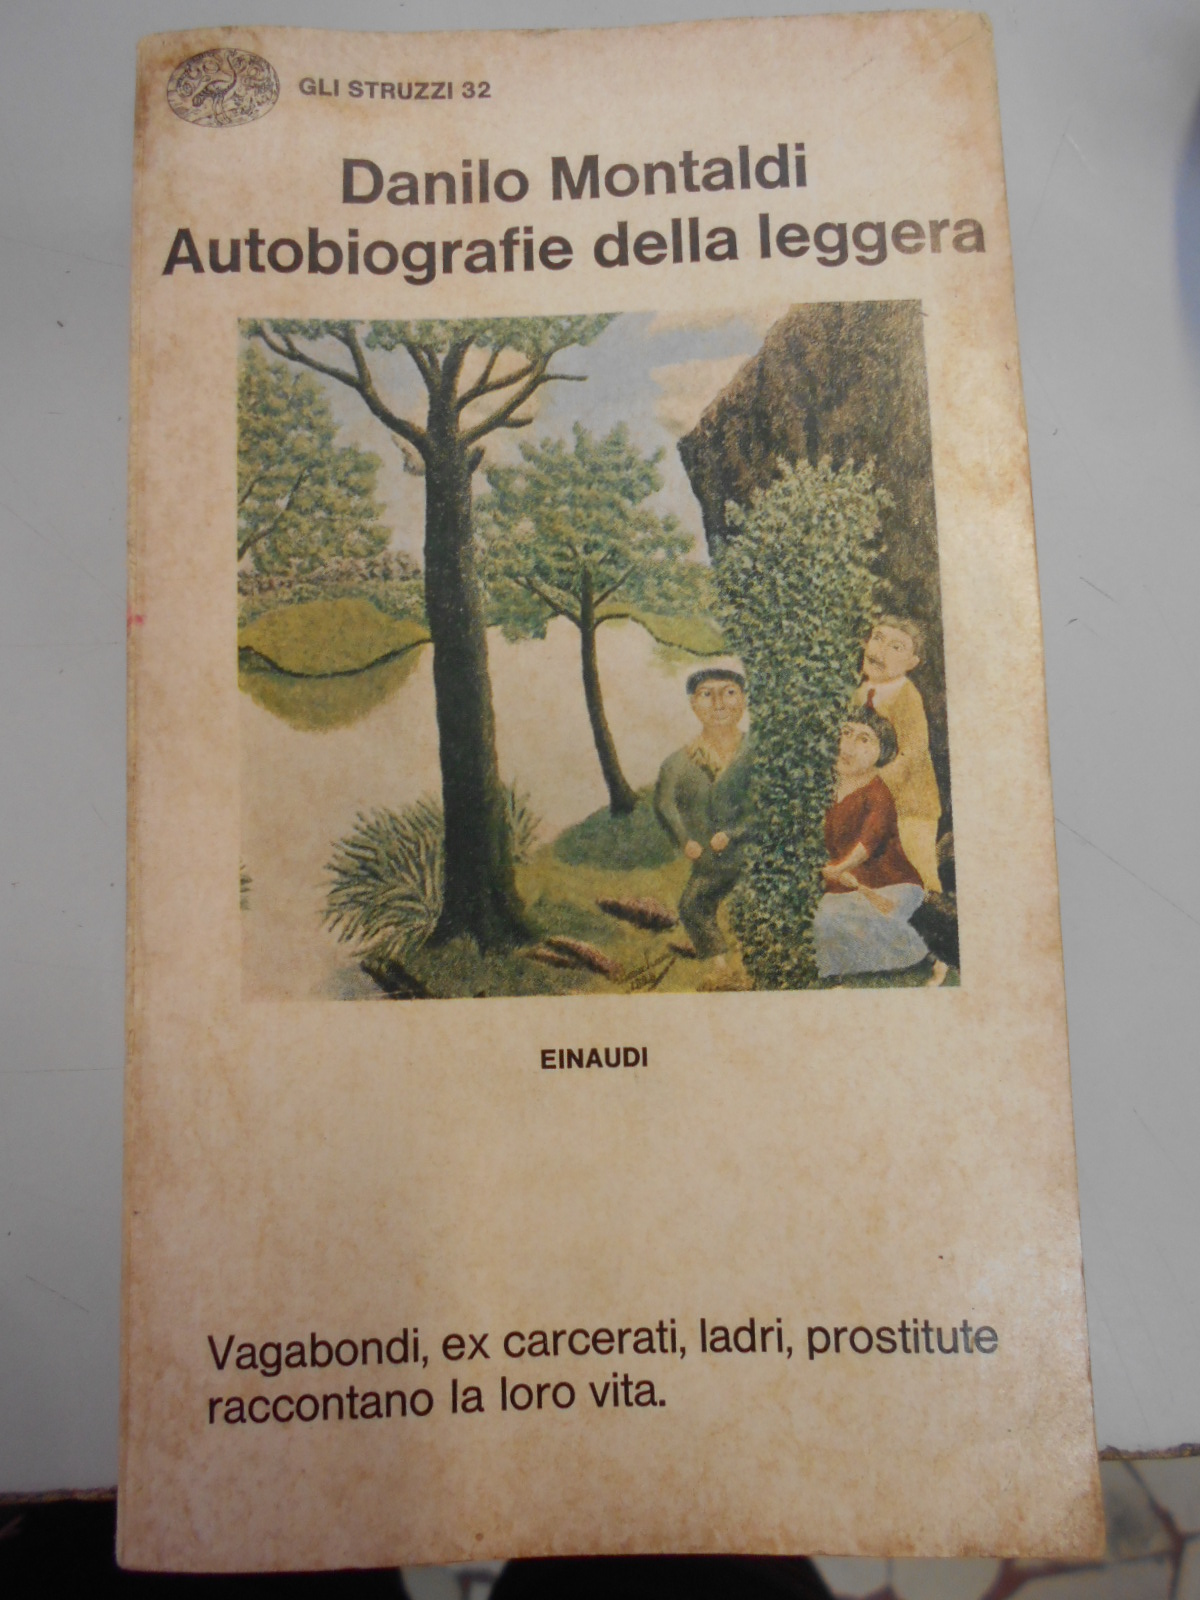 GLI STRUZZI 32
Danilo Montaldi
Autobiografie della leggera
EINAUDI
Vagabondi, ex carcerati, ladri, prostitute
raccontano la loro vita.